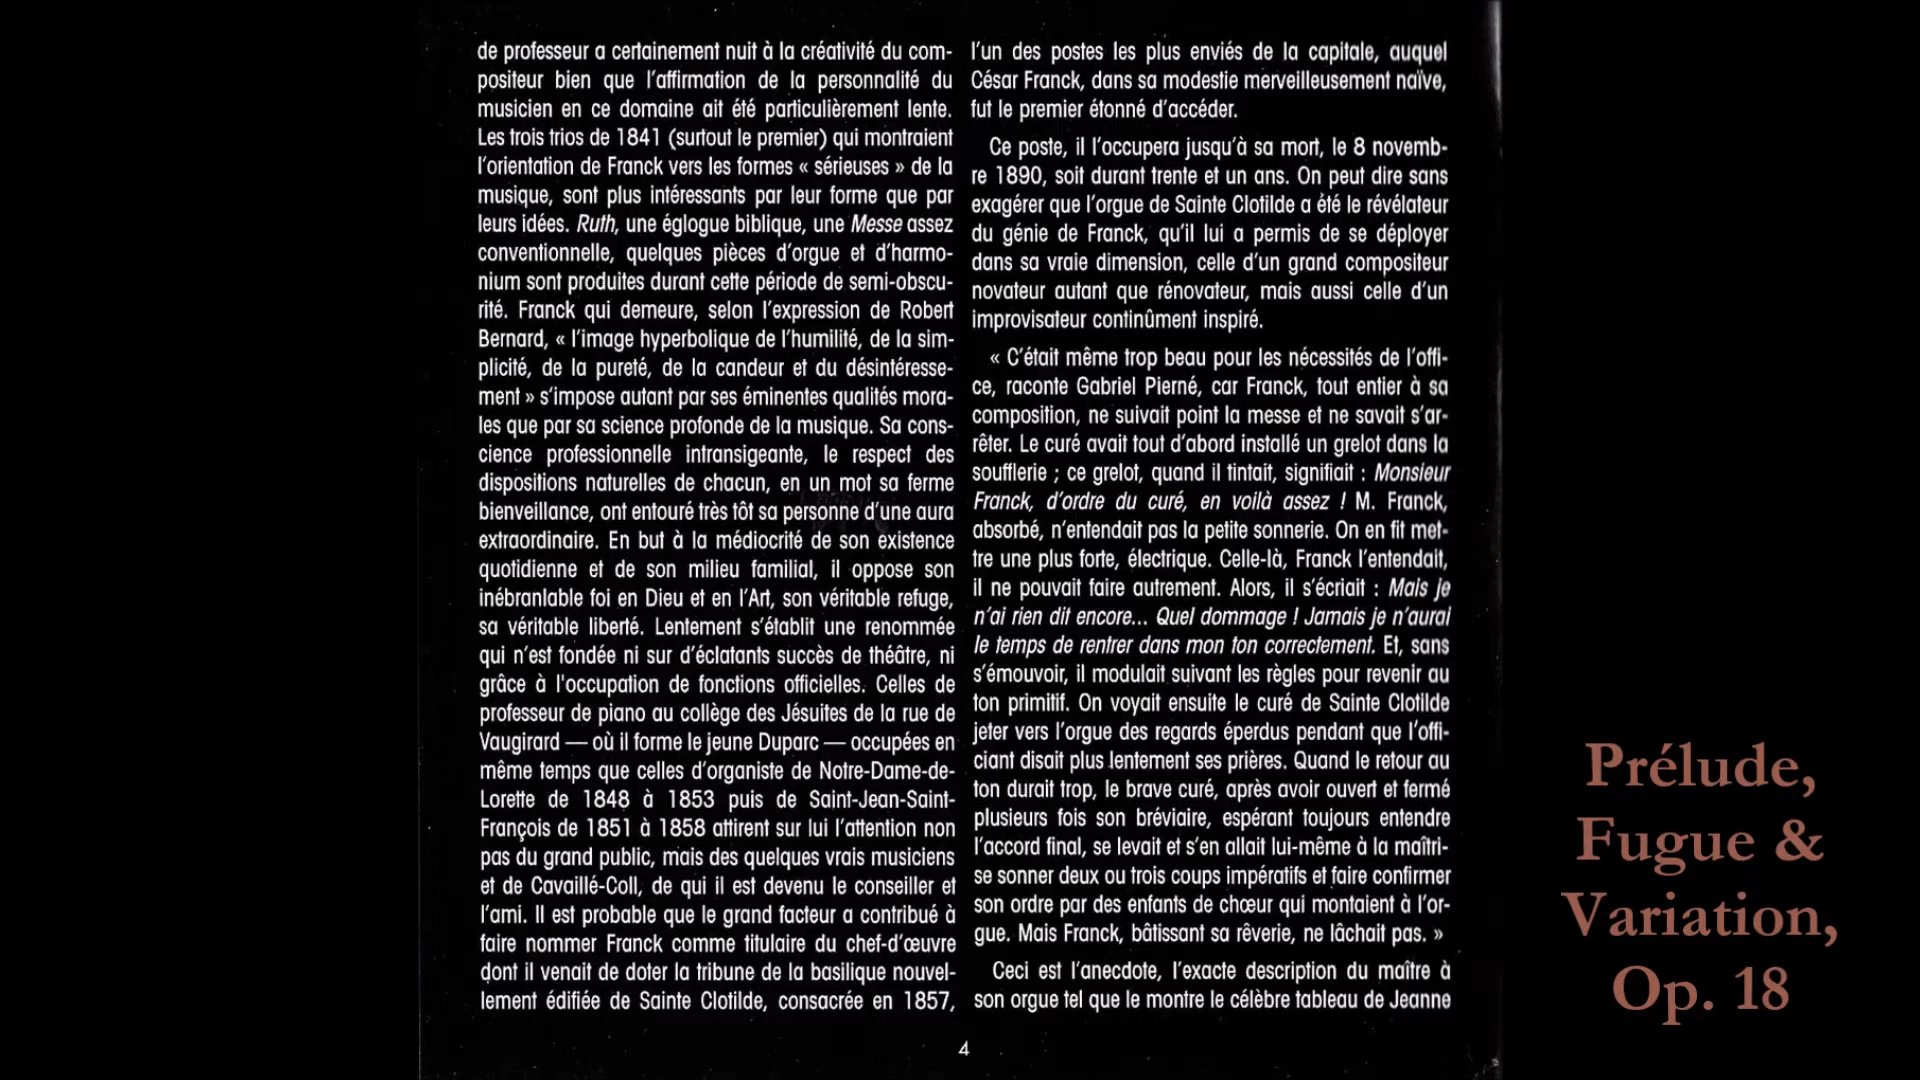 de professeur a certainement nuit à la créativité du com-
positeur bien que l'affirmation de la personnalité du
musicien en ce domaine ait été particulièrement lente.
Les trois trios de 1841 (surtout le premier) qui montraient
l'orientation de Franck vers les formes « sérieuses » de la
musique, sont plus intéressants par leur forme que par
leurs idées. Ruth, une églogue biblique, une Messe assez
conventionnelle, quelques pièces d'orgue et d'harmo-
nium sont produites durant cette période de semi-obscu-
rité. Franck qui demeure, selon l'expression de Robert
Bernard, « l'image hyperbolique de l'humilité, de la sim-
plicité, de la pureté, de la candeur et du désintéresse-
ment » s'impose autant par ses éminentes qualités mora-
les que par sa science profonde de la musique. Sa cons-
cience professionnelle intransigeante, le respect des
dispositions naturelles de chacun, en un mot sa ferme
bienveillance, ont entouré très tôt sa personne d'une aura
extraordinaire. En but à la médiocrité de son existence
quotidienne et de son milieu familial, il oppose son
inébranlable foi en Dieu et en l'Art, son véritable refuge,
sa véritable liberté. Lentement s'établit une renommée
qui n'est fondée ni sur d'éclatants succès de théâtre, ni
grâce à l'occupation de fonctions officielles. Celles de
professeur de piano au collège des Jésuites de la rue de
Vaugirard — où il forme le jeune Duparc — occupées en
même temps que celles d'organiste de Notre-Dame-de-
Lorette de 1848 à 1853 puis de Saint-Jean-Saint-
François de 1851 à 1858 attirent sur lui l'attention non
pas du grand public, mais des quelques vrais musiciens
et de Cavaillé-Coll, de qui il est devenu le conseiller et
l'ami. Il est probable que le grand facteur a contribué à
faire nommer Franck comme titulaire du chef-d'œuvre
dont il venait de doter la tribune de la basilique nouvel-
lement édifiée de Sainte Clotilde, consacrée en 1857,
l'un des postes les plus enviés de la capitale, auquel
César Franck, dans sa modestie merveilleusement naïve,
fut le premier étonné d'accéder.
Ce poste, il l'occupera jusqu'à sa mort, le 8 novemb-
re 1890, soit durant trente et un ans. On peut dire sans
exagérer que l'orgue de Sainte Clotilde a été le révélateur
du génie de Franck, qu'il lui a permis de se déployer
dans sa vraie dimension, celle d'un grand compositeur
novateur autant que rénovateur, mais aussi celle d'un
improvisateur continûment inspiré.
« C'était même trop beau pour les nécessités de l'offi-
ce, raconte Gabriel Pierné, car Franck, tout entier à sa
composition, ne suivait point la messe et ne savait s'ar-
rêter. Le curé avait tout d'abord installé un grelot dans la
soufflerie ; ce grelot, quand il tintait, signifiait : Monsieur
Franck, d'ordre du curé, en voilà assez ! M. Franck,
absorbé, n'entendait pas la petite sonnerie. On en fit met-
tre une plus forte, électrique. Celle-là, Franck l'entendait,
il ne pouvait faire autrement. Alors, il s'écriait : Mais je
n'ai rien dit encore... Quel dommage ! Jamais je n'aurai
le temps de rentrer dans mon ton correctement. Et, sans
s'émouvoir, il modulait suivant les règles pour revenir au
ton primitif. On voyait ensuite le curé de Sainte Clotilde
jeter vers l'orgue des regards éperdus pendant que l'offi-
ciant disait plus lentement ses prières. Quand le retour au
ton durait trop, le brave curé, après avoir ouvert et fermé
plusieurs fois son bréviaire, espérant toujours entendre
l'accord final, se levait et s'en allait lui-même à la maîtri-
se sonner deux ou trois coups impératifs et faire confirmer
son ordre par des enfants de chœur qui montaient à l'or-
gue. Mais Franck, bâtissant sa rêverie, ne lâchait pas. »
Ceci est l'anecdote, l'exacte description du maître à
son orgue tel que le montre le célèbre tableau de Jeanne
4
Prélude,
Fugue &
Variation,
Op. 18